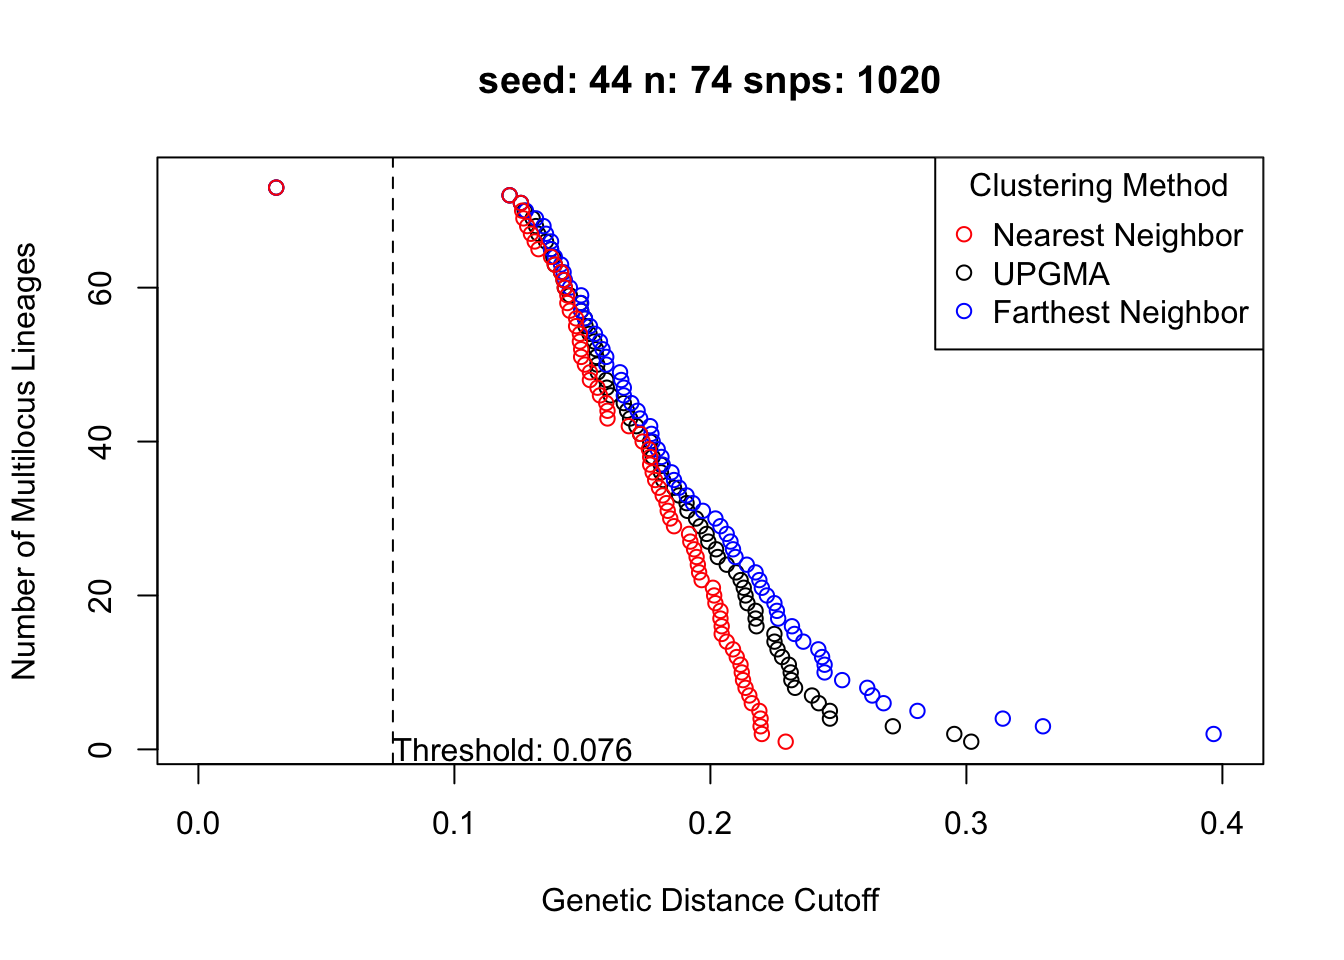 seed: 44 n: 74 snps: 1020
Clustering Method
Nearest Neighbor
UPGMA
Farthest Neighbor
Number of Multilocus Lineages
60
40
20
0
Threshold: 0.076
0.0 0.1 0.2 0.3 0.4
Genetic Distance Cutoff